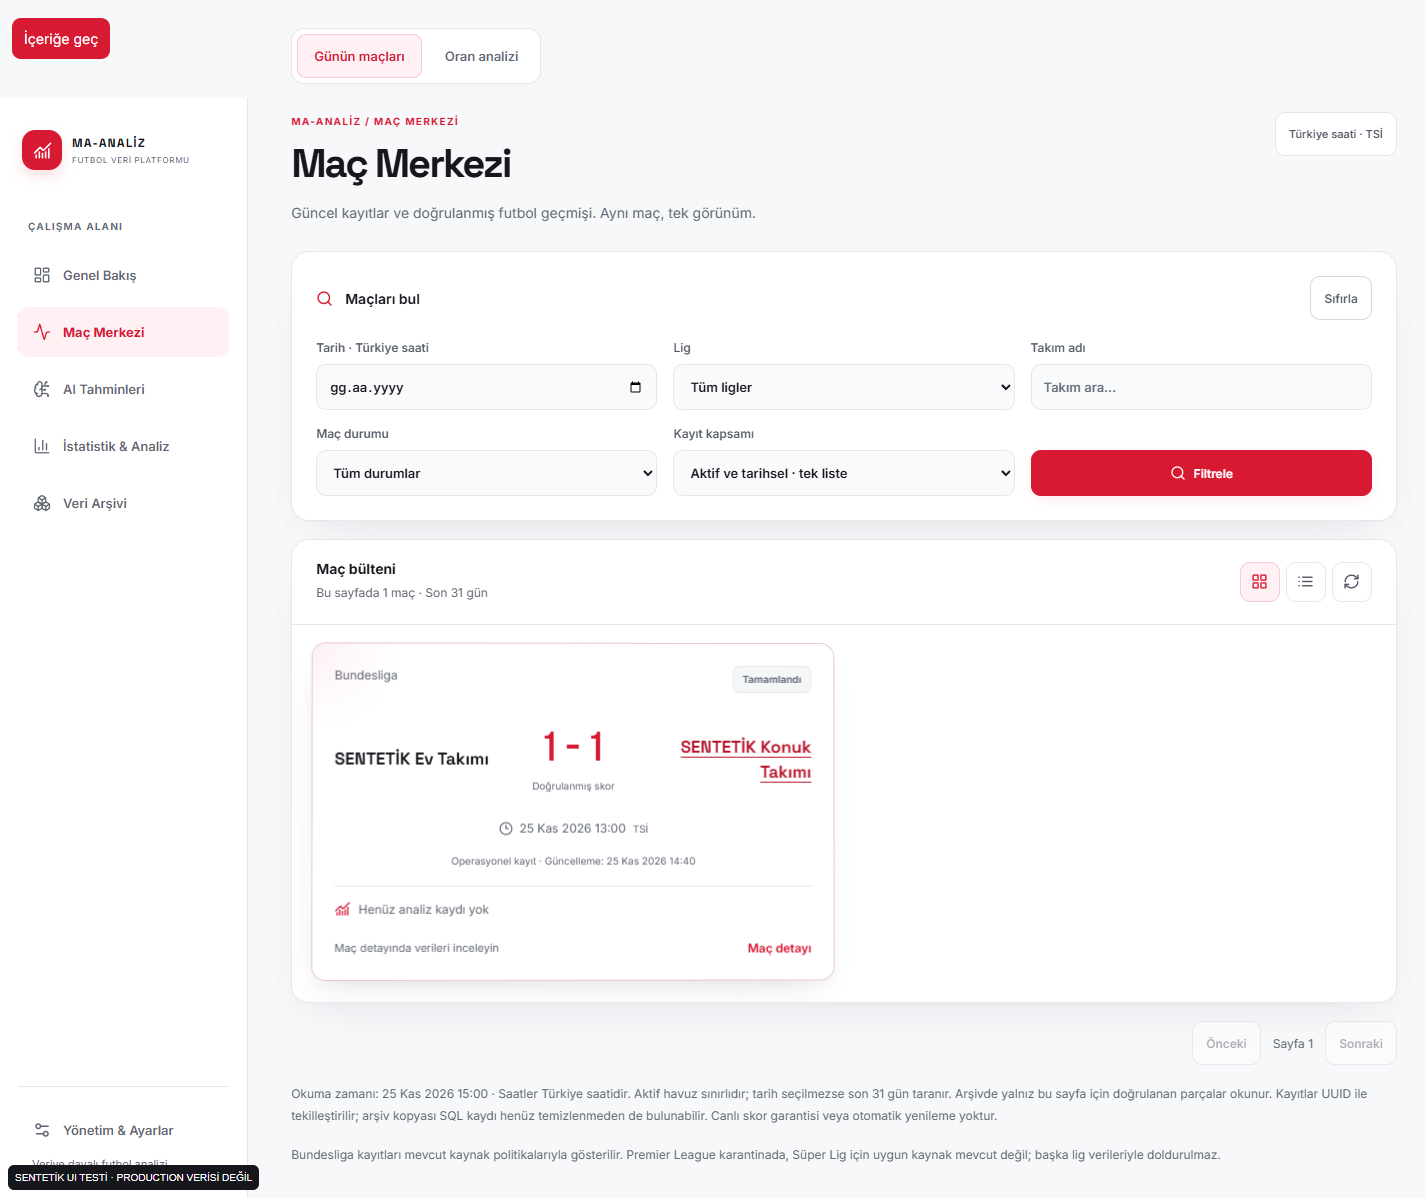 İçeriğe geç
Günün maçları
Oran analizi
MA-ANALİZ
FUTBOL VERİ PLATFORMU
ÇALIŞMA ALANI
Genel Bakış
Maç Merkezi
AI Tahminleri
İstatistik & Analiz
Veri Arşivi
Yönetim & Ayarlar
Veriye dayalı futbol analizi
SENTETİK UI TESTİ · PRODUCTION VERİSİ DEĞİL
MA-ANALİZ / MAÇ MERKEZİ
Maç Merkezi
Güncel kayıtlar ve doğrulanmış futbol geçmişi. Aynı maç, tek görünüm.
Türkiye saati · TSİ
Maçları bul
Sıfırla
Tarih · Türkiye saati
gg.aa.yyyy
Lig
Tüm ligler
Takım adı
Takım ara...
Maç durumu
Tüm durumlar
Kayıt kapsamı
Aktif ve tarihsel · tek liste
Filtrele
Maç bülteni
Bu sayfada 1 maç · Son 31 gün
Bundesliga
Tamamlandı
SENTETİK Ev Takımı
1 - 1
Doğrulanmış skor
SENTETİK Konuk
Takımı
25 Kas 2026 13:00 TSİ
Operasyonel kayıt · Güncelleme: 25 Kas 2026 14:40
Henüz analiz kaydı yok
Maç detayında verileri inceleyin
Maç detayı
Önceki
Sayfa 1
Sonraki
Okuma zamanı: 25 Kas 2026 15:00 · Saatler Türkiye saatidir. Aktif havuz sınırlıdır; tarih seçilmezse son 31 gün taranır. Arşivde yalnız bu sayfa için doğrulanan parçalar okunur. Kayıtlar UUID ile
tekilleştirilir; arşiv kopyası SQL kaydı henüz temizlenmeden de bulunabilir. Canlı skor garantisi veya otomatik yenileme yoktur.
Bundesliga kayıtları mevcut kaynak politikalarıyla gösterilir. Premier League karantinada, Süper Lig için uygun kaynak mevcut değil; başka lig verileriyle doldurulmaz.